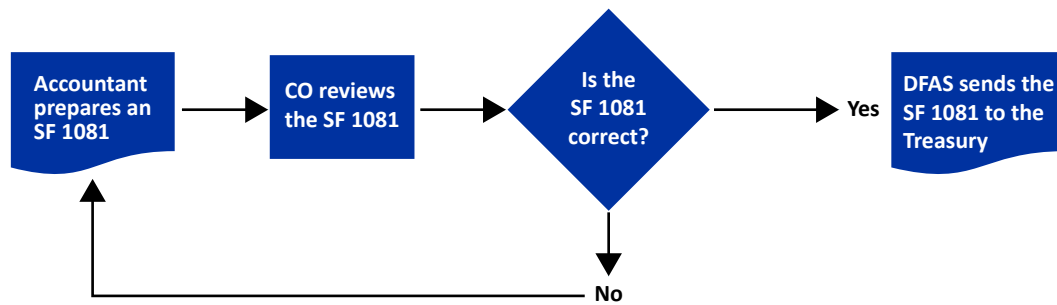 Accountant
prepares an
SF 1081
CO reviews
the SF 1081
Is the
SF 1081
correct?
Yes
DFAS sends the
SF 1081 to the
Treasury
No